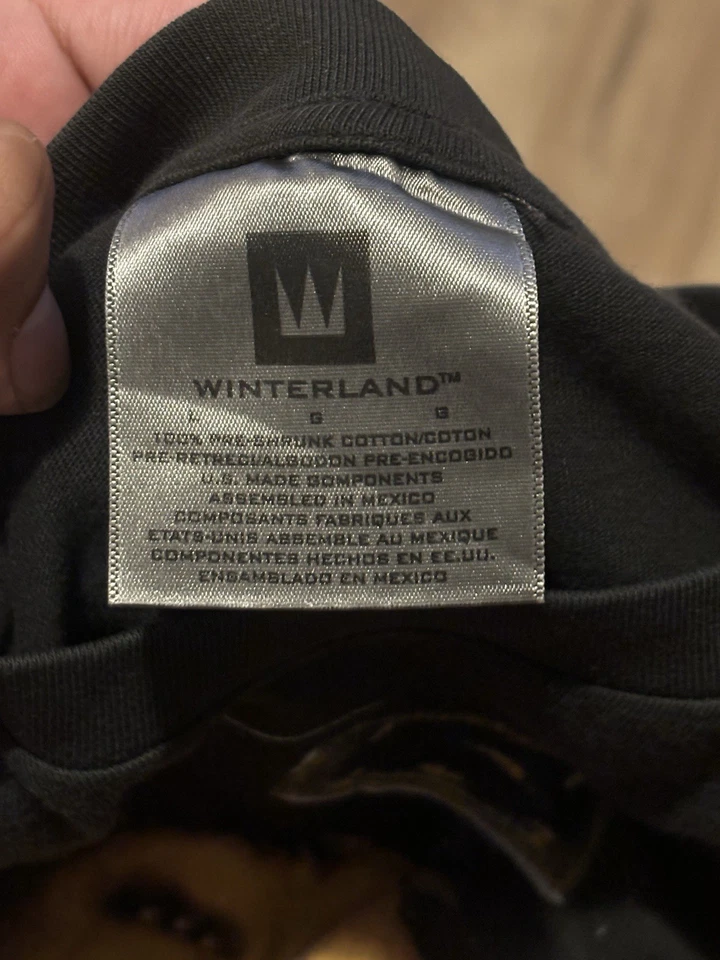 W
WINTERLAND™
L G G
100% PRE-SHRUNK COTTON/COTON
PRE-RETRECI/ALGODON PRE-ENCOGIDO
U.S. MADE COMPONENTS
ASSEMBLED IN MEXICO
COMPOSANTS FABRIQUES AUX
ETATS-UNIS ASSEMBLE AU MEXIQUE
COMPONENTES HECHOS EN EE.UU.
ENSAMBLADO EN MEXICO